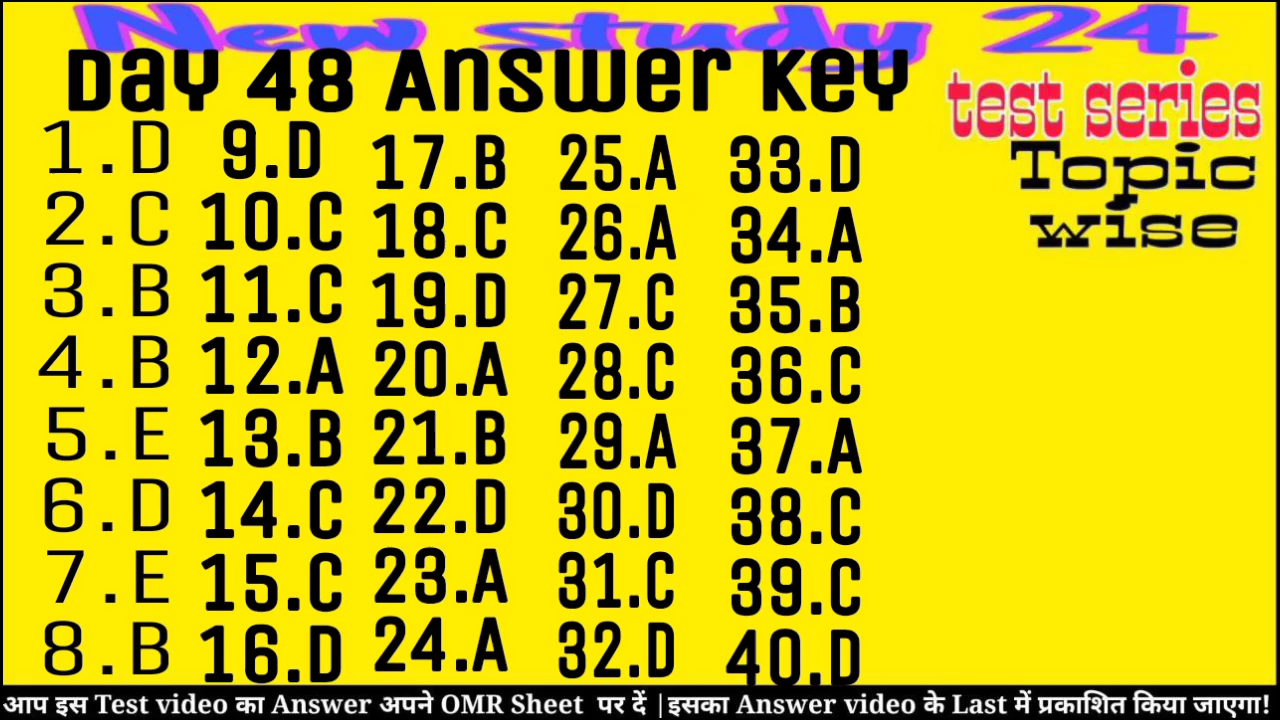 New study 24
Day 48 Answer Key
test series
Topic
wise
1.D 9.D 17.B 25.A 33.D
2.C 10.C 18.C 26.A 34.A
3.B 11.C 19.D 27.C 35.B
4.B 12.A 20.A 28.C 36.C
5.E 13.B 21.B 29.A 37.A
6.D 14.C 22.D 30.D 38.C
7.E 15.C 23.A 31.C 39.C
8.B 16.D 24.A 32.D 40.D
आप इस Test video का Answer अपने OMR Sheet पर दें |इसका Answer video के Last में प्रकाशित किया जाएगा!